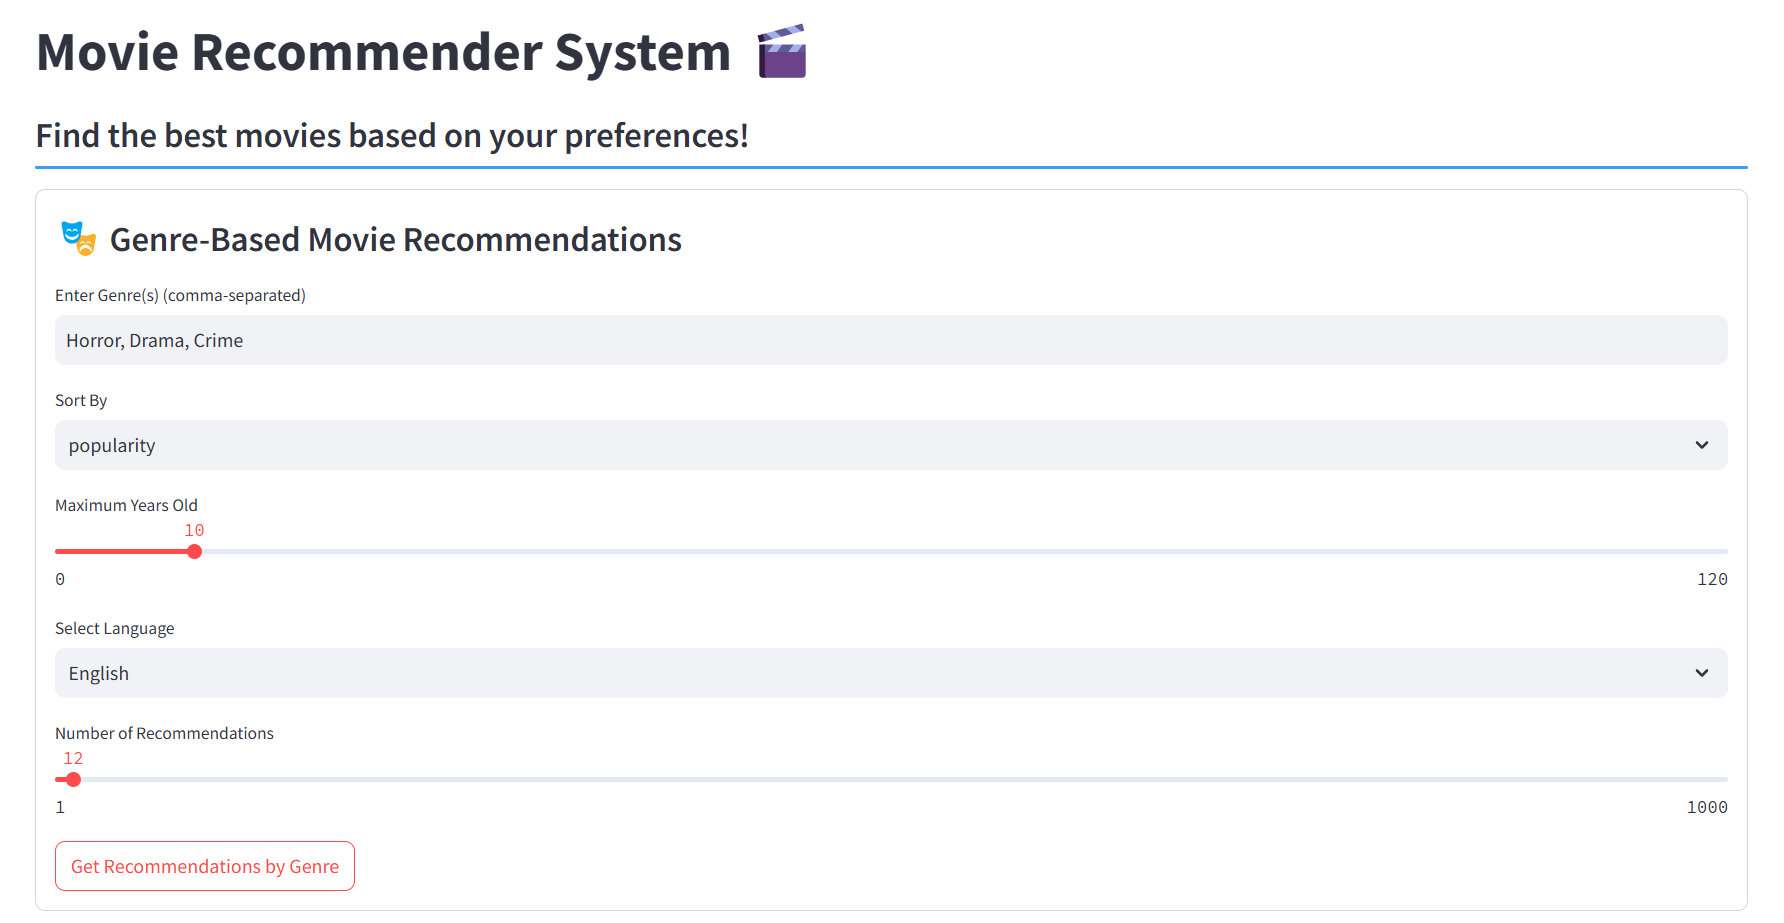 Movie Recommender System
Find the best movies based on your preferences!
Genre-Based Movie Recommendations
Enter Genre(s) (comma-separated)
Horror, Drama, Crime
Sort By
popularity
Maximum Years Old
10
0 120
Select Language
English
Number of Recommendations
12
1 1000
Get Recommendations by Genre